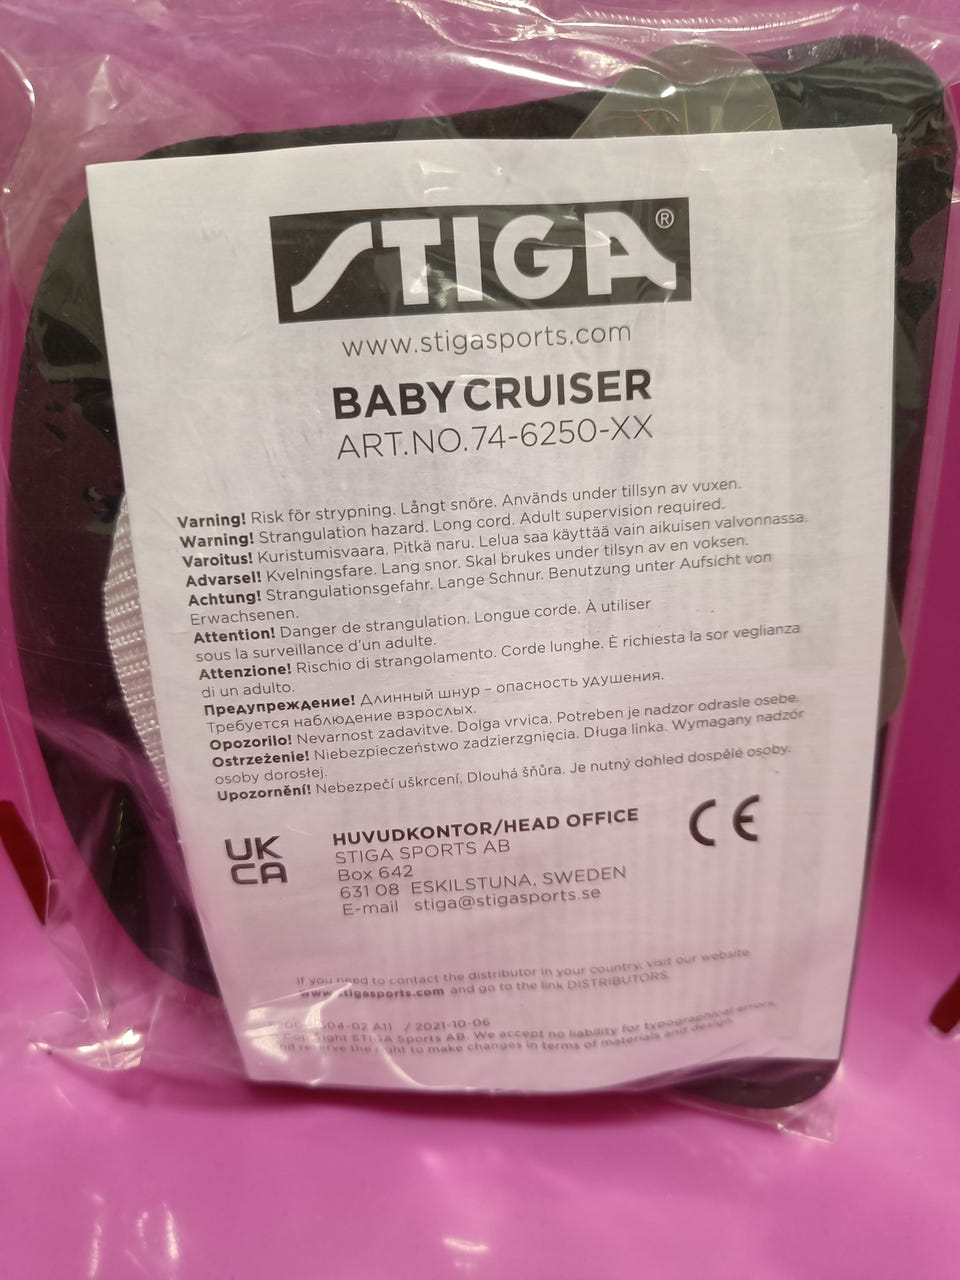 STIGA®
www.stigasports.com
BABY CRUISER
ART.NO.74-6250-XX
Varning! Risk för strypning. Långt snöre. Används under tillsyn av vuxen.
Warning! Strangulation hazard. Long cord. Adult supervision required.
Varoitus! Kuristumisvaara. Pitkä naru. Lelua saa käyttää vain aikuisen valvonnassa.
Advarsel! Kvelningsfare. Lang snor. Skal brukes under tilsyn av en voksen.
Achtung! Strangulationsgefahr. Lange Schnur. Benutzung unter Aufsicht von
Erwachsenen.
Attention! Danger de strangulation. Longue corde. À utiliser
sous la surveillance d'un adulte.
Attenzione! Rischio di strangolamento. Corde lunghe. È richiesta la sor veglianza
di un adulto.
Предупреждение! Длинный шнур – опасность удушения.
Требуется наблюдение взрослых.
Opozorilo! Nevarnost zadavitve. Dolga vrvica. Potreben je nadzor odrasle osebe.
Ostrzeżenie! Niebezpieczeństwo zadzierzgnięcia. Długa linka. Wymagany nadzór
osoby dorosłej.
Upozornění! Nebezpečí uškrcení. Dlouhá šňůra. Je nutný dohled dospělé osoby.
UK
CA
HUVUDKONTOR/HEAD OFFICE
STIGA SPORTS AB
Box 642
631 08 ESKILSTUNA, SWEDEN
E-mail stiga@stigasports.se
CE
If you need to contact the distributor in your country, visit our website
www.stigasports.com and go to the link DISTRIBUTORS.
A11 / 2021-10-06
Copyright STIGA Sports AB. We accept no liability for typographical errors,
and reserve the right to make changes in terms of materials and design.